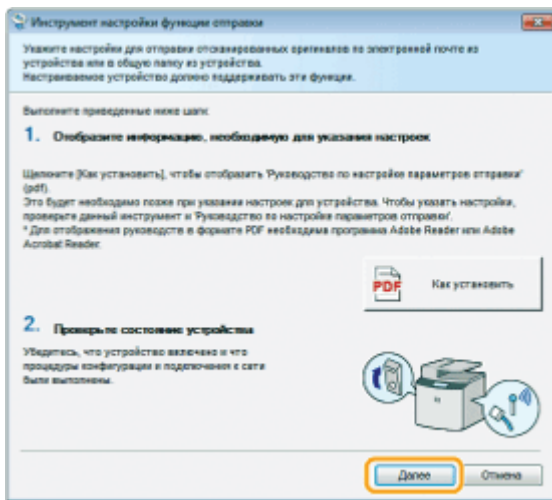 Инструмент настройки функции отправки
Укажите настройки для отправки отсканированных оригиналов по электронной почте из
устройства или в общую папку из устройства.
Настраиваемое устройство должно поддерживать эти функции.
Выполните приведенные ниже шаги:
1. Отобразите информацию, необходимую для указания настроек
Щелкните [Как установить], чтобы отобразить 'Руководство по настройке параметров отправки'
(pdf).
Это будет необходимо позже при указании настроек для устройства. Чтобы указать настройки,
проверьте данный инструмент и 'Руководство по настройке параметров отправки'.
* Для отображения руководств в формате PDF необходима программа Adobe Reader или Adobe
Acrobat Reader.
PDF
Как установить
2. Проверьте состояние устройства
Убедитесь, что устройство включено и что
процедуры конфигурации и подключения к сети
были выполнены.
Далее
Отмена